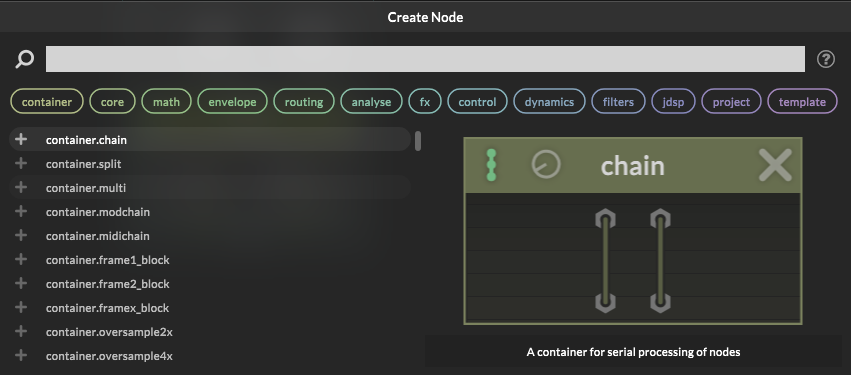 Create Node
?
container core math envelope routing analyse fx control dynamics filters jdsp project template
container.chain
container.split
container.multi
container.modchain
container.midichain
container.frame1_block
container.frame2_block
container.framex_block
container.oversample2x
container.oversample4x
chain
A container for serial processing of nodes